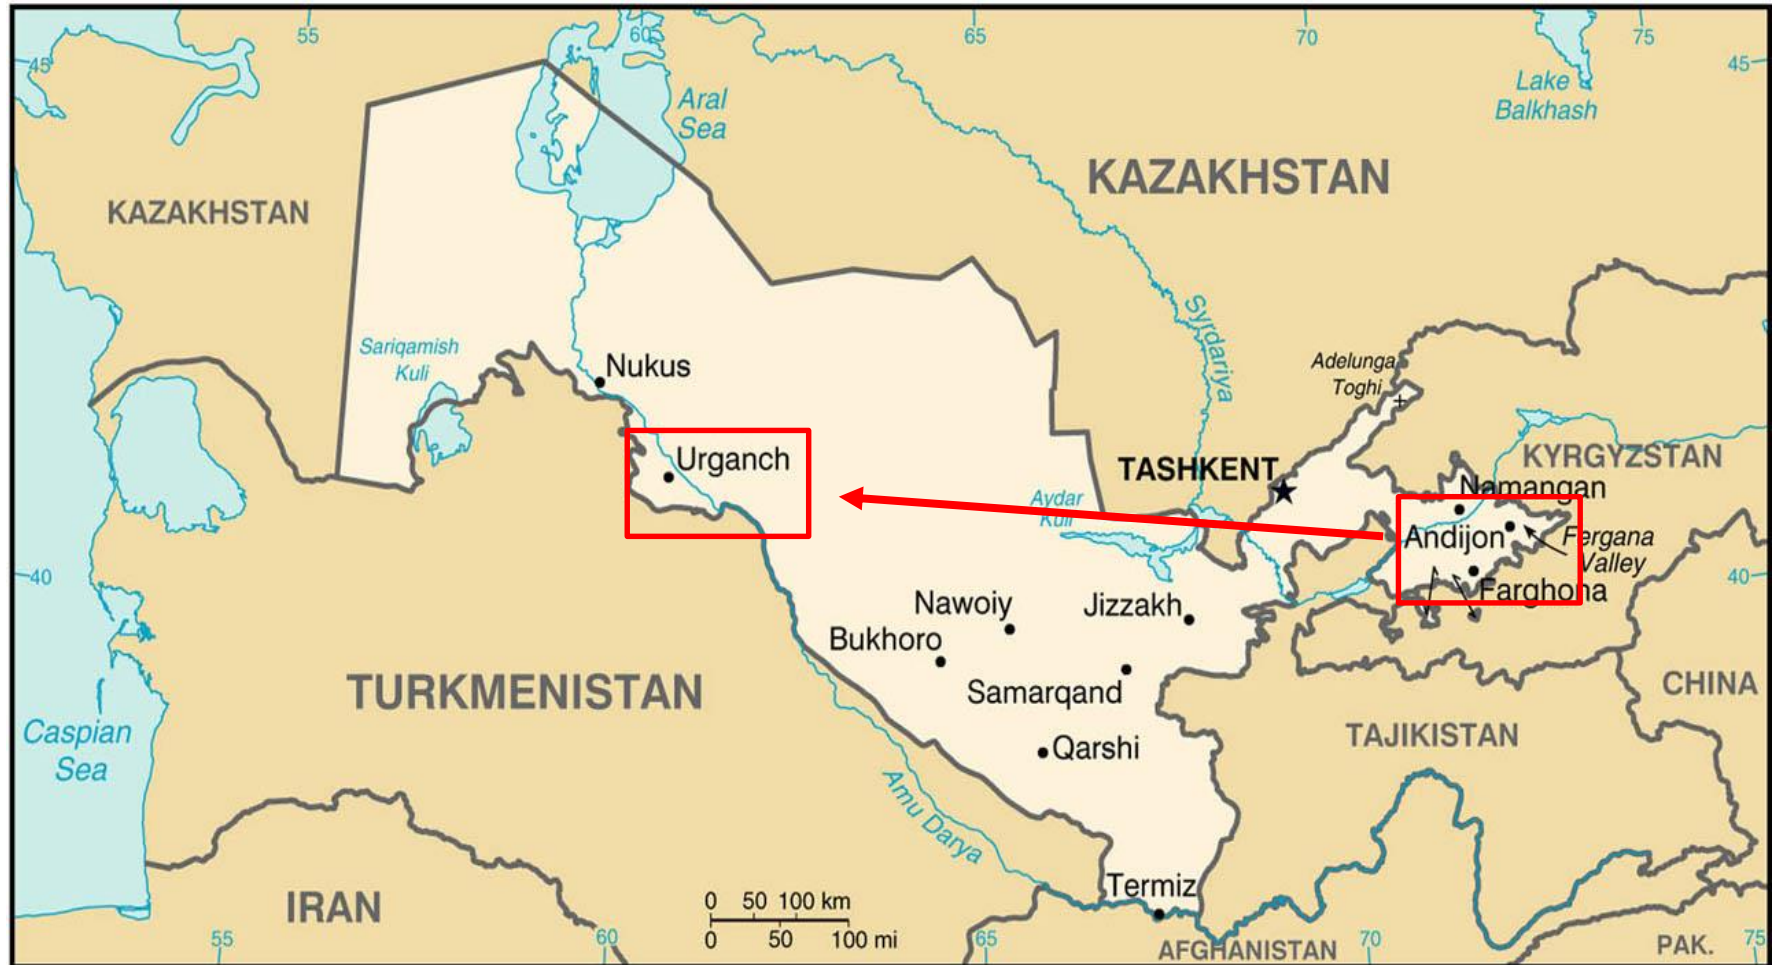 55
60
65
70
75
45
45
Aral
Sea
Lake
Balkhash
KAZAKHSTAN
KAZAKHSTAN
Syrdariya
Sariqamish
Kuli
Nukus
Adelunga
Toghi
Urganch
TASHKENT
KYRGYZSTAN
Namangan
Aydar
Kuli
Andijon
Fergana
Valley
40
40
Farghona
Nawoiy
Jizzakh
Bukhoro
Samarqand
CHINA
TURKMENISTAN
Caspian
Sea
Qarshi
TAJIKISTAN
Amu Darya
Termiz
IRAN
0 50 100 km
0 50 100 mi
55
60
65
70
75
AFGHANISTAN
PAK.